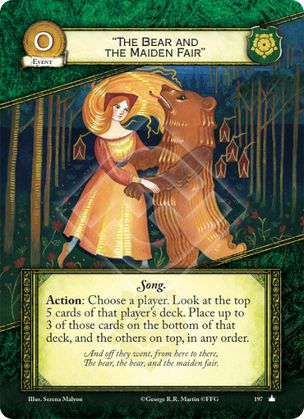 0
Event
“The Bear and
the Maiden Fair”
Song.
Action: Choose a player. Look at the top
5 cards of that player’s deck. Place up to
3 of those cards on the bottom of that
deck, and the others on top, in any order.
And off they went, from here to there,
The bear, the bear, and the maiden fair.
Illus. Serena Malyon ©George R.R. Martin ©FFG 197